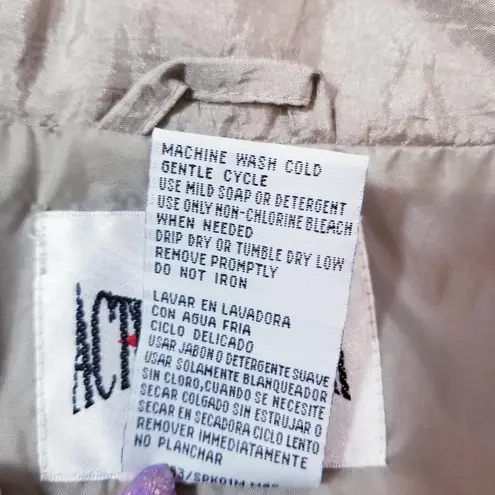 MACHINE WASH COLD
GENTLE CYCLE
USE MILD SOAP OR DETERGENT
USE ONLY NON-CHLORINE BLEACH
WHEN NEEDED
DRIP DRY OR TUMBLE DRY LOW
REMOVE PROMPTLY
DO NOT IRON
LAVAR EN LAVADORA
CON AGUA FRIA
CICLO DELICADO
USAR JABON O DETERGENTE SUAVE
USAR SOLAMENTE BLANQUEADOR
SIN CLORO,CUANDO SE NECESITE
SECAR COLGADO SIN ESTRUJAR O
SECAR EN SECADORA CICLO LENTO
REMOVER IMMEDIATAMENTE
NO PLANCHAR